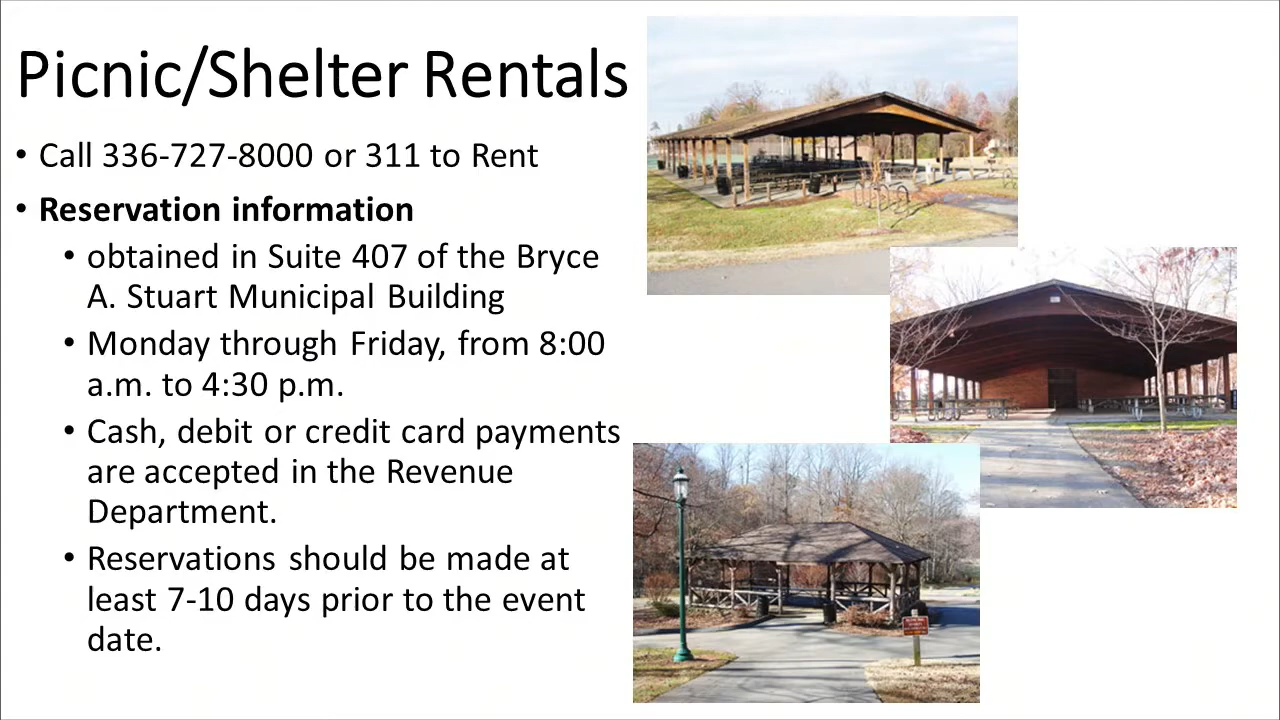 Picnic/Shelter Rentals
• Call 336-727-8000 or 311 to Rent
• Reservation information
• obtained in Suite 407 of the Bryce
A. Stuart Municipal Building
• Monday through Friday, from 8:00
a.m. to 4:30 p.m.
• Cash, debit or credit card payments
are accepted in the Revenue
Department.
• Reservations should be made at
least 7-10 days prior to the event
date.